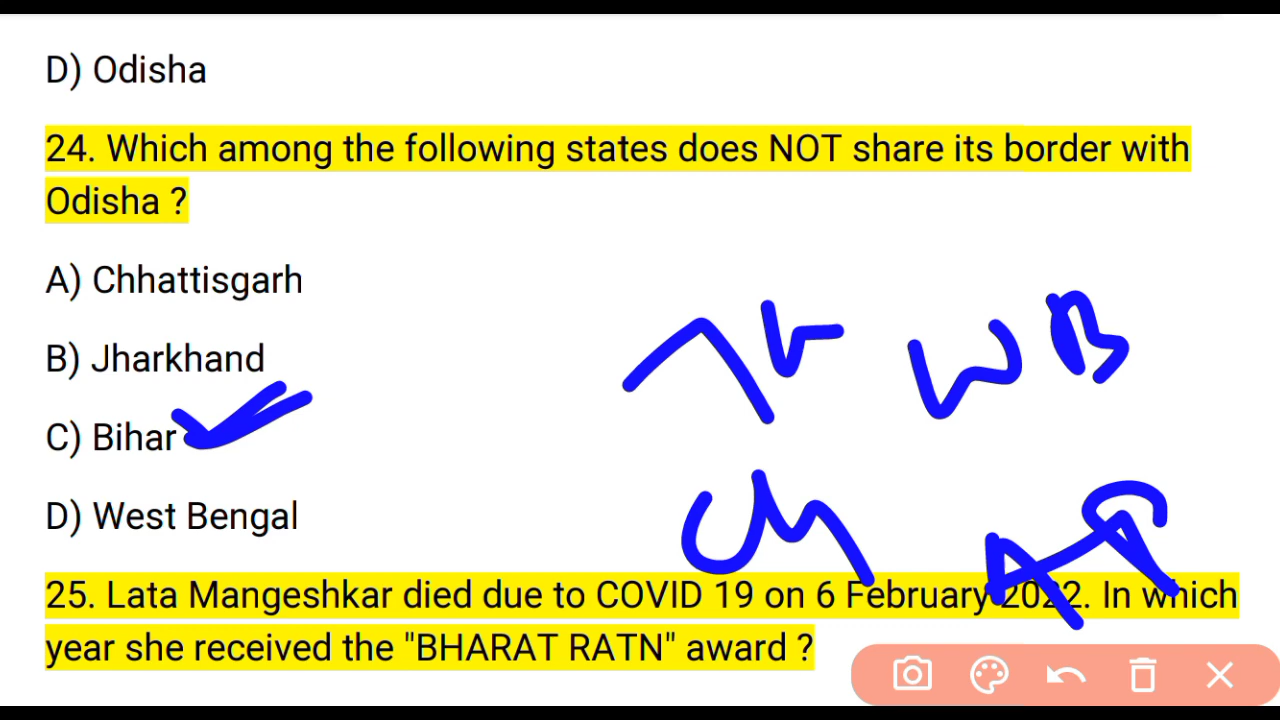 D) Odisha
24. Which among the following states does NOT share its border with
Odisha ?
A) Chhattisgarh
B) Jharkhand
WB
C) Bihar
D) West Bengal
AP
25. Lata Mangeshkar died due to COVID 19 on 6 February 2022. In which
year she received the "BHARAT RATN" award ?